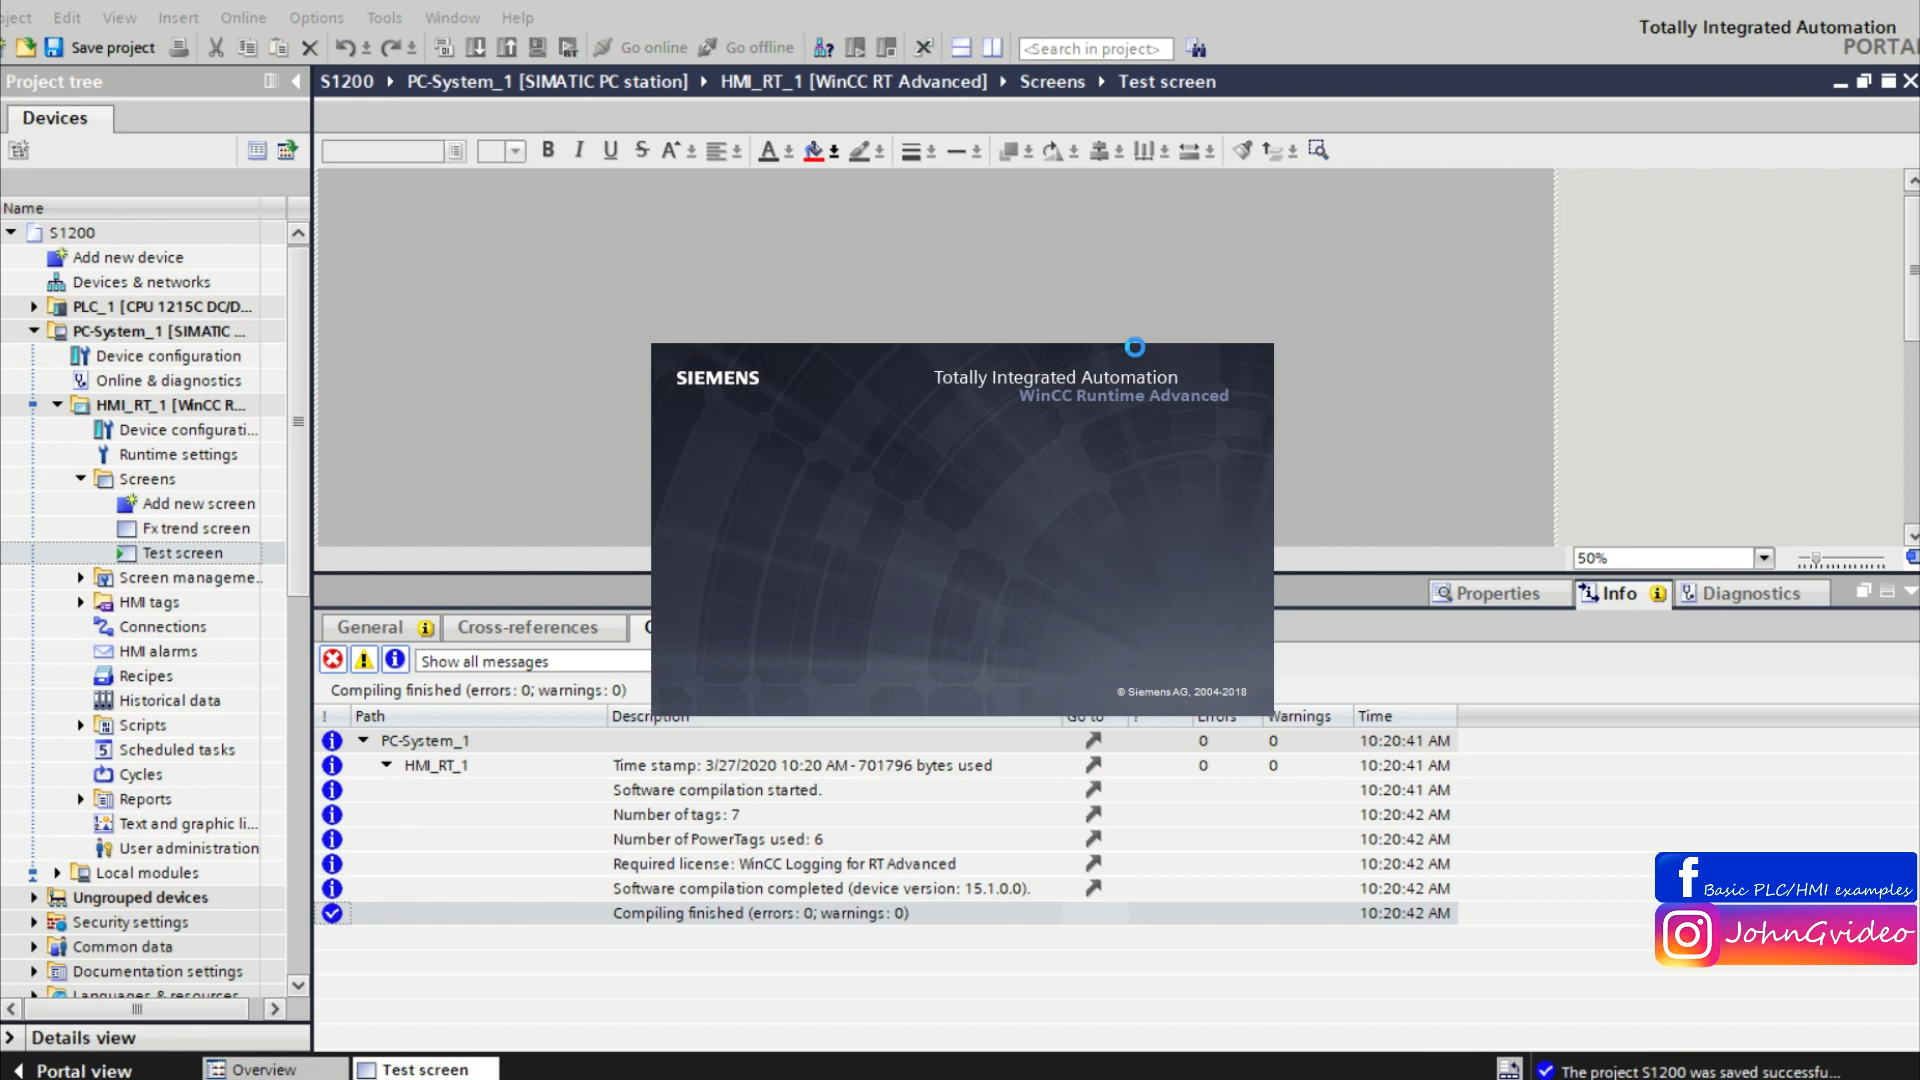 ject Edit View Insert Online Options Tools Window Help
Totally Integrated Automation
PORTAL
Save project Go online Go offline <Search in project>
Project tree
S1200 PC-System_1 [SIMATIC PC station] HMI_RT_1 [WinCC RT Advanced] Screens Test screen
Devices
B I U S A A
Name
S1200
Add new device
Devices & networks
PLC_1 [CPU 1215C DC/D...
PC-System_1 [SIMATIC ...
Device configuration
Online & diagnostics
HMI_RT_1 [WinCC R...
Device configurati...
Runtime settings
Screens
Add new screen
Fx trend screen
Test screen
Screen manageme..
HMI tags
Connections
HMI alarms
Recipes
Historical data
Scripts
Scheduled tasks
Cycles
Reports
Text and graphic li...
User administration
Local modules
Ungrouped devices
Security settings
Common data
Documentation settings
Languages & resources
Details view
SIEMENS
Totally Integrated Automation
WinCC Runtime Advanced
© Siemens AG, 2004-2018
50%
Properties Info Diagnostics
General Cross-references
Show all messages
Compiling finished (errors: 0; warnings: 0)
! Path Description Go to ? Errors Warnings Time
PC-System_1 0 0 10:20:41 AM
HMI_RT_1 Time stamp: 3/27/2020 10:20 AM - 701796 bytes used 0 0 10:20:41 AM
Software compilation started. 10:20:41 AM
Number of tags: 7 10:20:42 AM
Number of PowerTags used: 6 10:20:42 AM
Required license: WinCC Logging for RT Advanced 10:20:42 AM
Software compilation completed (device version: 15.1.0.0). 10:20:42 AM
Compiling finished (errors: 0; warnings: 0) 10:20:42 AM
f Basic PLC/HMI examples
JohnGvideo
Portal view Overview Test screen The project S1200 was saved successfu...